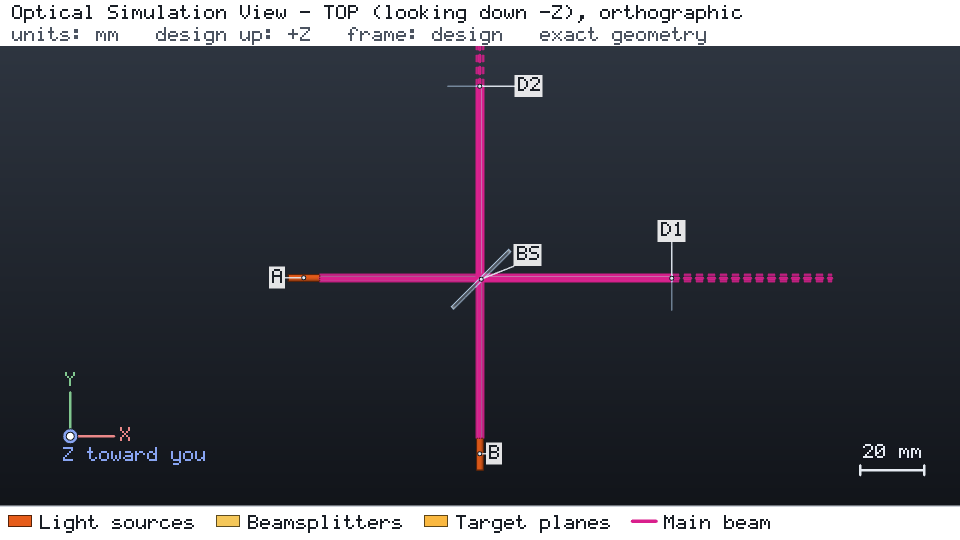 Optical Simulation View - TOP (looking down -Z), orthographic
units: mm design up: +Z frame: design exact geometry
D2
D1
BS
A
B
Y
X
Z toward you
20 mm
Light sources Beamsplitters Target planes Main beam